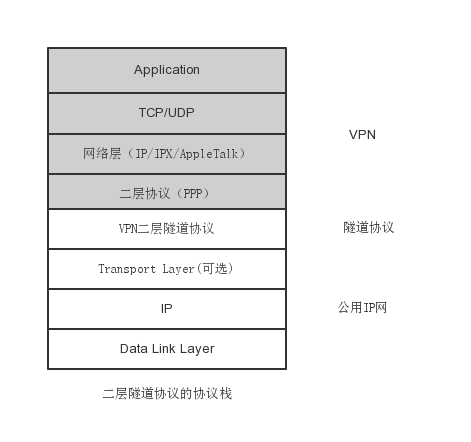 Application
TCP/UDP
VPN
网络层（IP/IPX/AppleTalk）
二层协议（PPP）
VPN二层隧道协议
隧道协议
Transport Layer(可选)
IP
公用IP网
Data Link Layer
二层隧道协议的协议栈